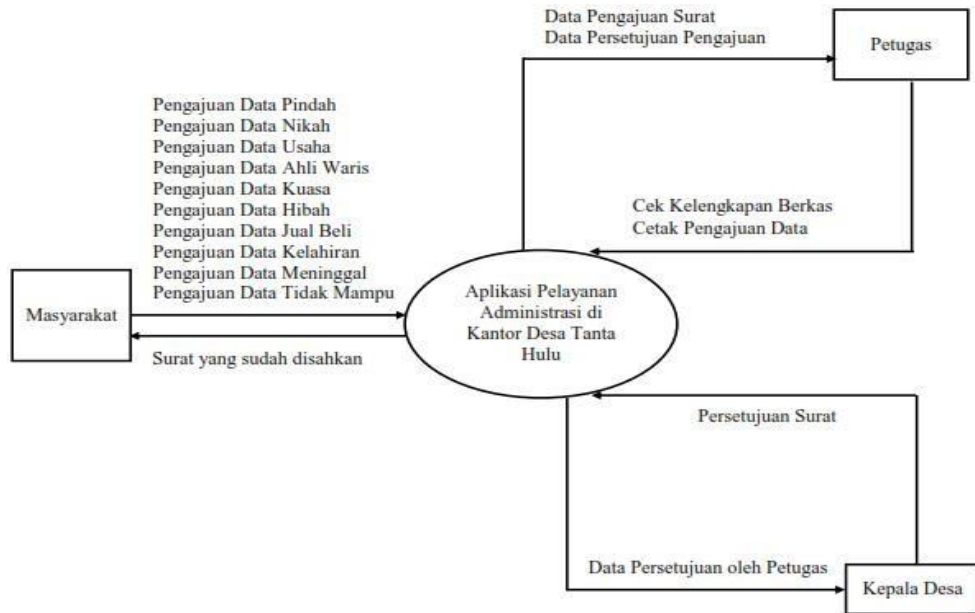 Data Pengajuan Surat
Data Persetujuan Pengajuan
Petugas
Pengajuan Data Pindah
Pengajuan Data Nikah
Pengajuan Data Usaha
Pengajuan Data Ahli Waris
Pengajuan Data Kuasa
Pengajuan Data Hibah
Pengajuan Data Jual Beli
Pengajuan Data Kelahiran
Pengajuan Data Meninggal
Pengajuan Data Tidak Mampu
Cek Kelengkapan Berkas
Cetak Pengajuan Data
Masyarakat
Aplikasi Pelayanan
Administrasi di
Kantor Desa Tanta
Hulu
Surat yang sudah disahkan
Persetujuan Surat
Data Persetujuan oleh Petugas
Kepala Desa